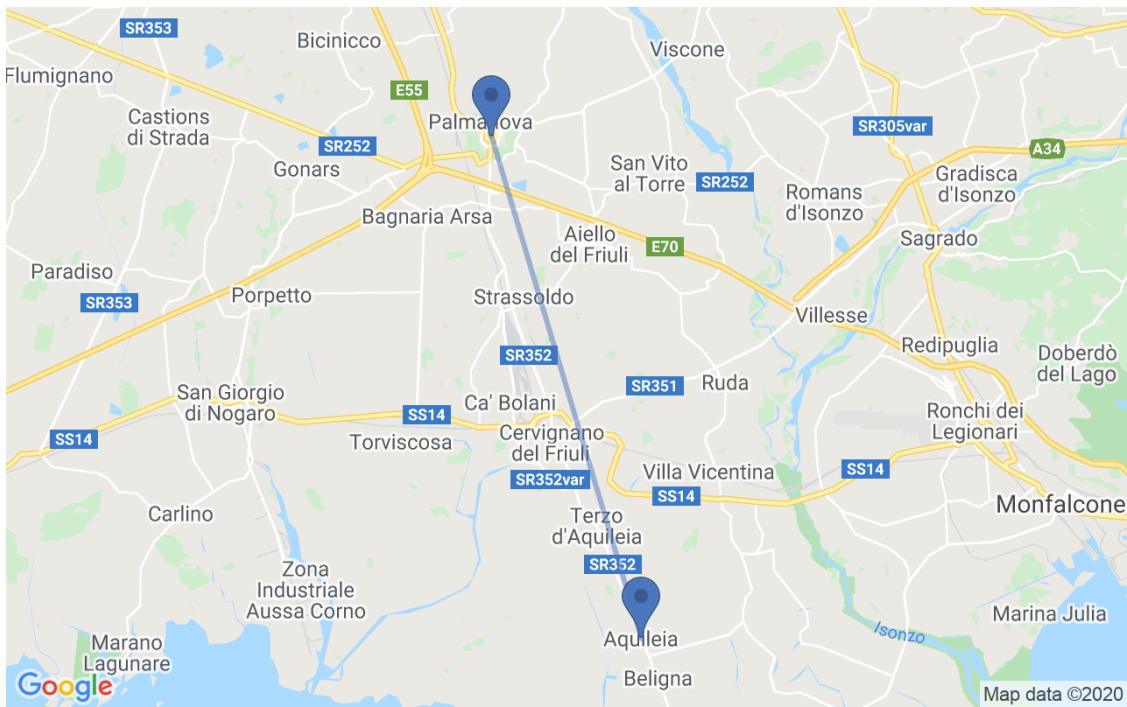 SR353
Bicinicco
Viscone
Flumignano
E55
Castions
di Strada
Palmanova
SR305var
SR252
A34
Gonars
San Vito
al Torre
SR252
Gradisca
d'Isonzo
Romans
d'Isonzo
Bagnaria Arsa
Aiello
del Friuli
Sagrado
E70
Paradiso
SR353
Porpetto
Strassoldo
Villesse
Redipuglia
SR352
Doberdò
del Lago
SR351
Ruda
San Giorgio
di Nogaro
Ca' Bolani
SS14
Ronchi dei
Legionari
SS14
Torviscosa
Cervignano
del Friuli
SR352var
Villa Vicentina
SS14
SS14
Monfalcone
Carlino
Terzo
d'Aquileia
SR352
Zona
Industriale
Aussa Corno
Marina Julia
Isonzo
Marano
Lagunare
Aquileia
Beligna
Google
Map data ©2020